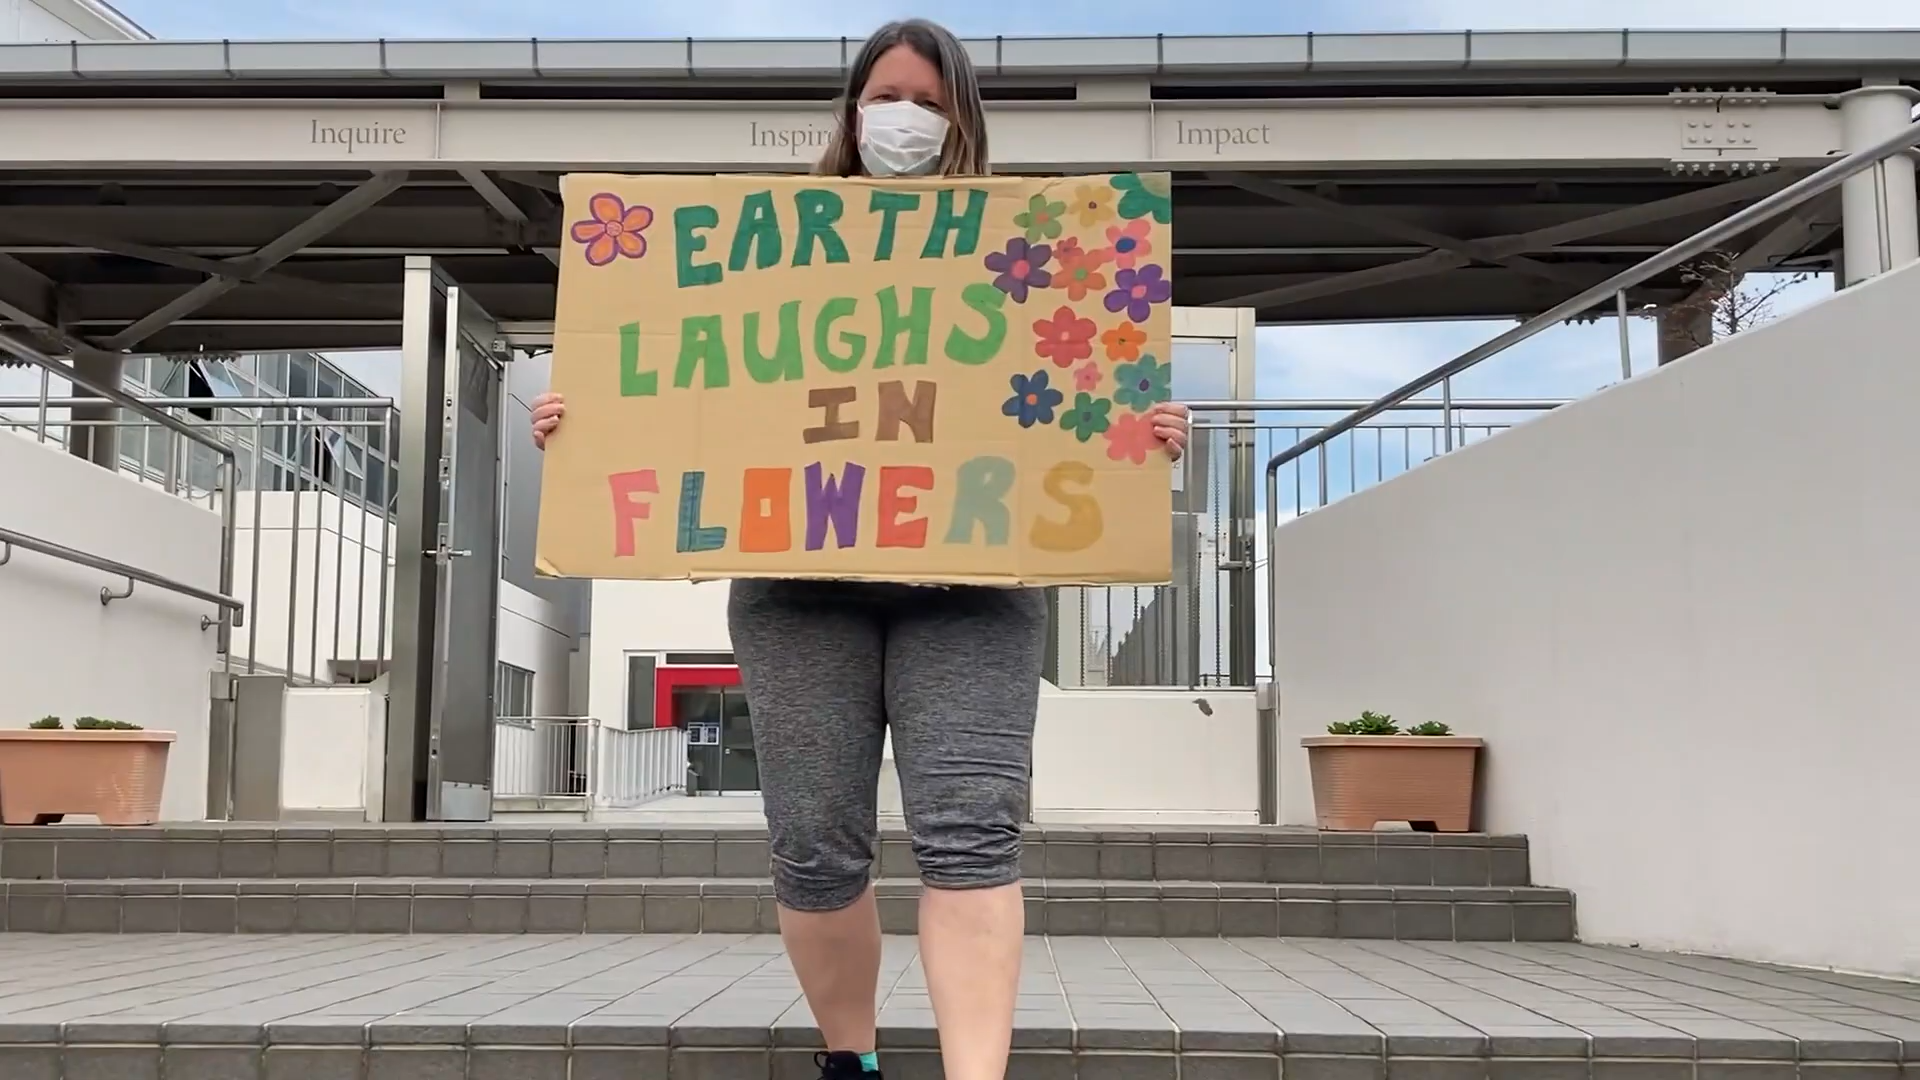 Inquire
Inspire
Impact
EARTH
LAUGHS
IN
FLOWERS